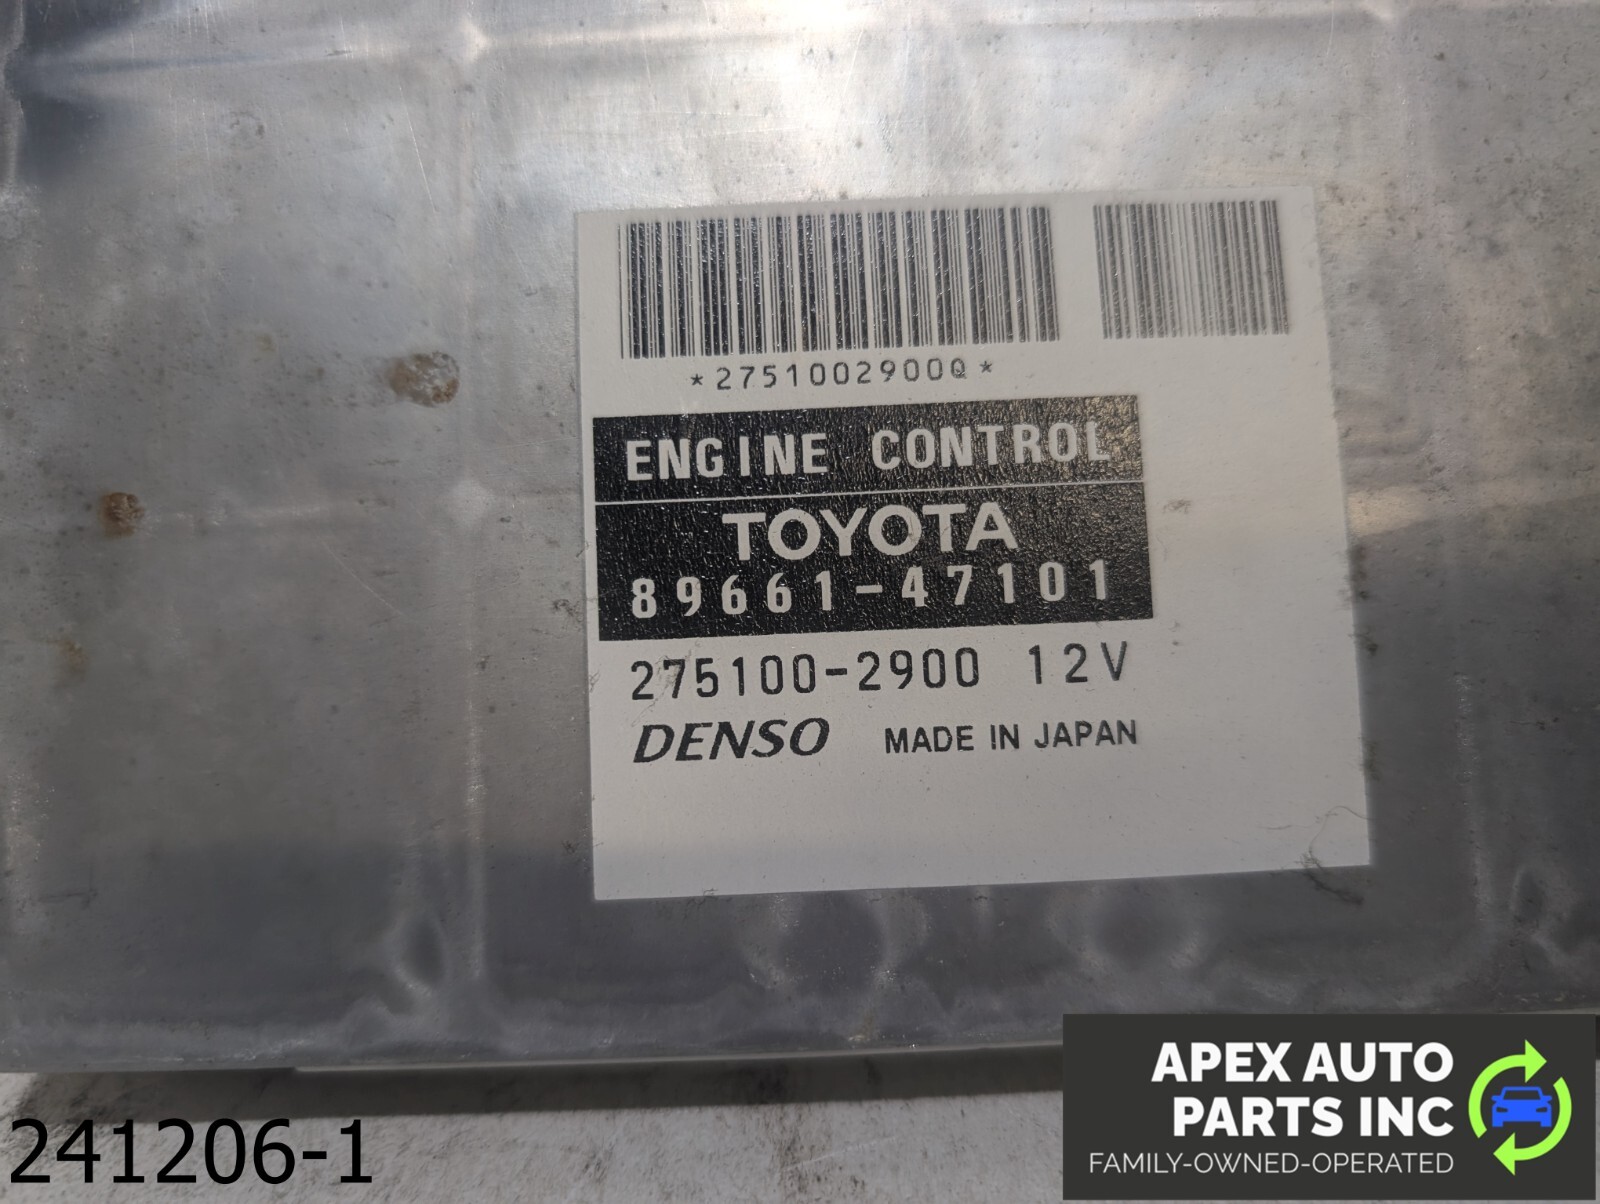 *2751002900Q*
ENGINE CONTROL
TOYOTA
89661-47101
275100-2900 12V
DENSO MADE IN JAPAN
241206-1
APEX AUTO
PARTS INC
FAMILY-OWNED-OPERATED